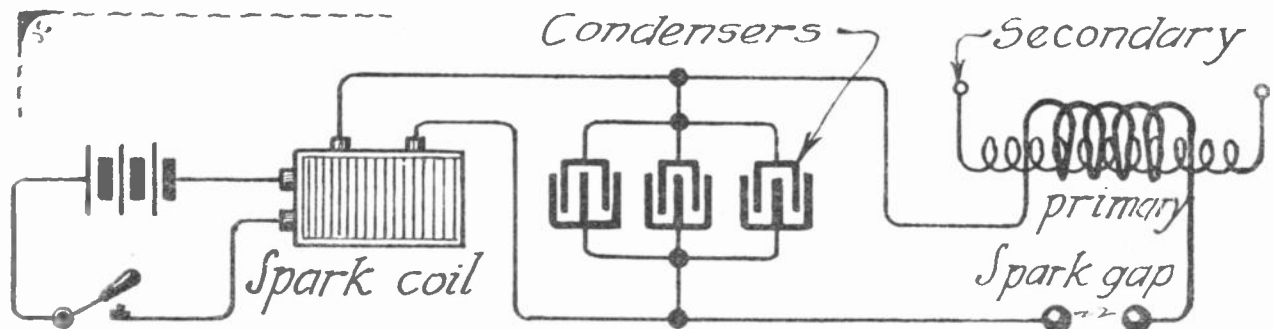 Condensers
Secondary
primary
Spark gap
Spark coil